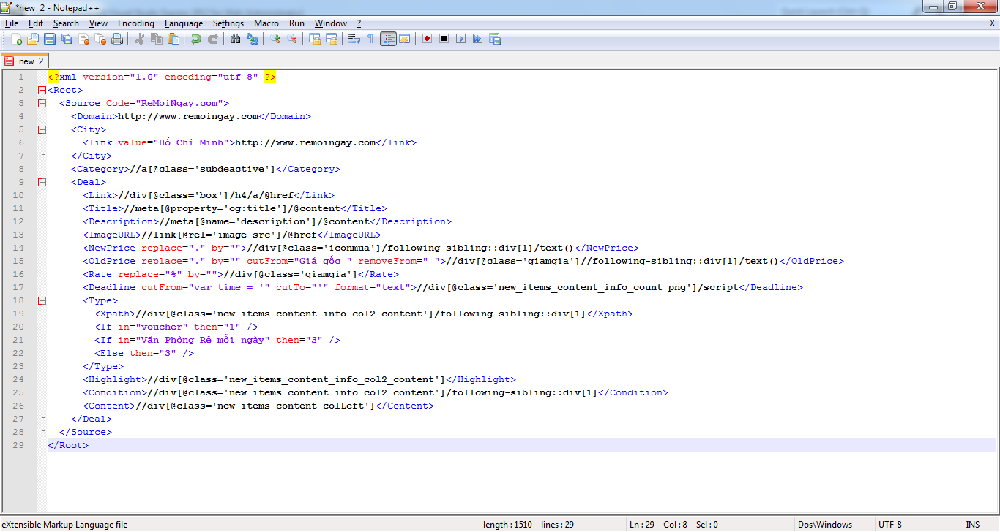 *new  2 - Notepad++
File Edit Search View Encoding Language Settings Macro Run Window ? X
new  2
1 <?xml version="1.0" encoding="utf-8" ?>
2 <Root>
3 <Source Code="ReMoiNgay.com">
4 <Domain>http://www.remoingay.com</Domain>
5 <City>
6 <link value="Hồ Chí Minh">http://www.remoingay.com</link>
7 </City>
8 <Category>//a[@class='subdeactive']</Category>
9 <Deal>
10 <Link>//div[@class='box']/h4/a/@href</Link>
11 <Title>//meta[@property='og:title']/@content</Title>
12 <Description>//meta[@name='description']/@content</Description>
13 <ImageURL>//link[@rel='image_src']/@href</ImageURL>
14 <NewPrice replace="." by="">//div[@class='iconmua']/following-sibling::div[1]/text()</NewPrice>
15 <OldPrice replace="." by="" cutFrom="Giá gốc " removeFrom=" ">//div[@class='giamgia']//following-sibling::div[1]/text()</OldPrice>
16 <Rate replace="%" by="">//div[@class='giamgia']</Rate>
17 <Deadline cutFrom="var time = '" cutTo="'" format="text">//div[@class='new_items_content_info_count png']/script</Deadline>
18 <Type>
19 <Xpath>//div[@class='new_items_content_info_col2_content']/following-sibling::div[1]</Xpath>
20 <If in="voucher" then="1" />
21 <If in="Văn Phòng Rẻ mỗi ngày" then="3" />
22 <Else then="3" />
23 </Type>
24 <Highlight>//div[@class='new_items_content_info_col2_content']</Highlight>
25 <Condition>//div[@class='new_items_content_info_col2_content']/following-sibling::div[1]</Condition>
26 <Content>//div[@class='new_items_content_colLeft']</Content>
27 </Deal>
28 </Source>
29 </Root>
eXtensible Markup Language file length : 1510 lines : 29 Ln : 29 Col : 8 Sel : 0 Dos\Windows UTF-8 INS